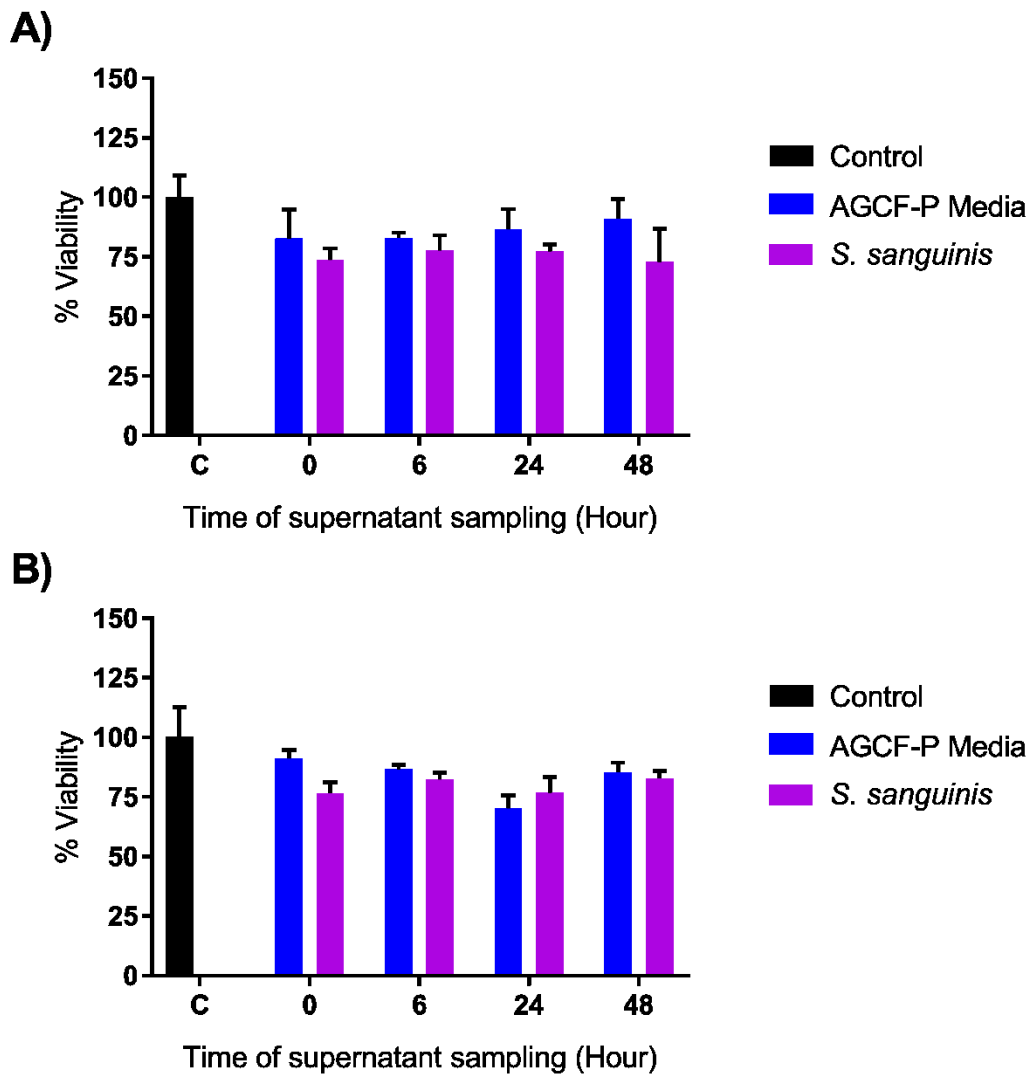 A)
150
125
100
75
50
25
0
% Viability
C 0 6 24 48
Time of supernatant sampling (Hour)
Control
AGCF-P Media
S. sanguinis
B)
150
125
100
75
50
25
0
% Viability
C 0 6 24 48
Time of supernatant sampling (Hour)
Control
AGCF-P Media
S. sanguinis